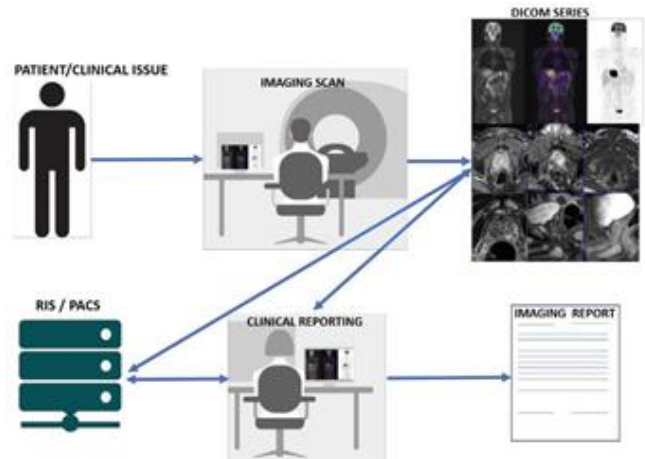 DICOM SERIES
PATIENT/CLINICAL ISSUE
IMAGING SCAN
RIS / PACS
CLINICAL REPORTING
IMAGING REPORT